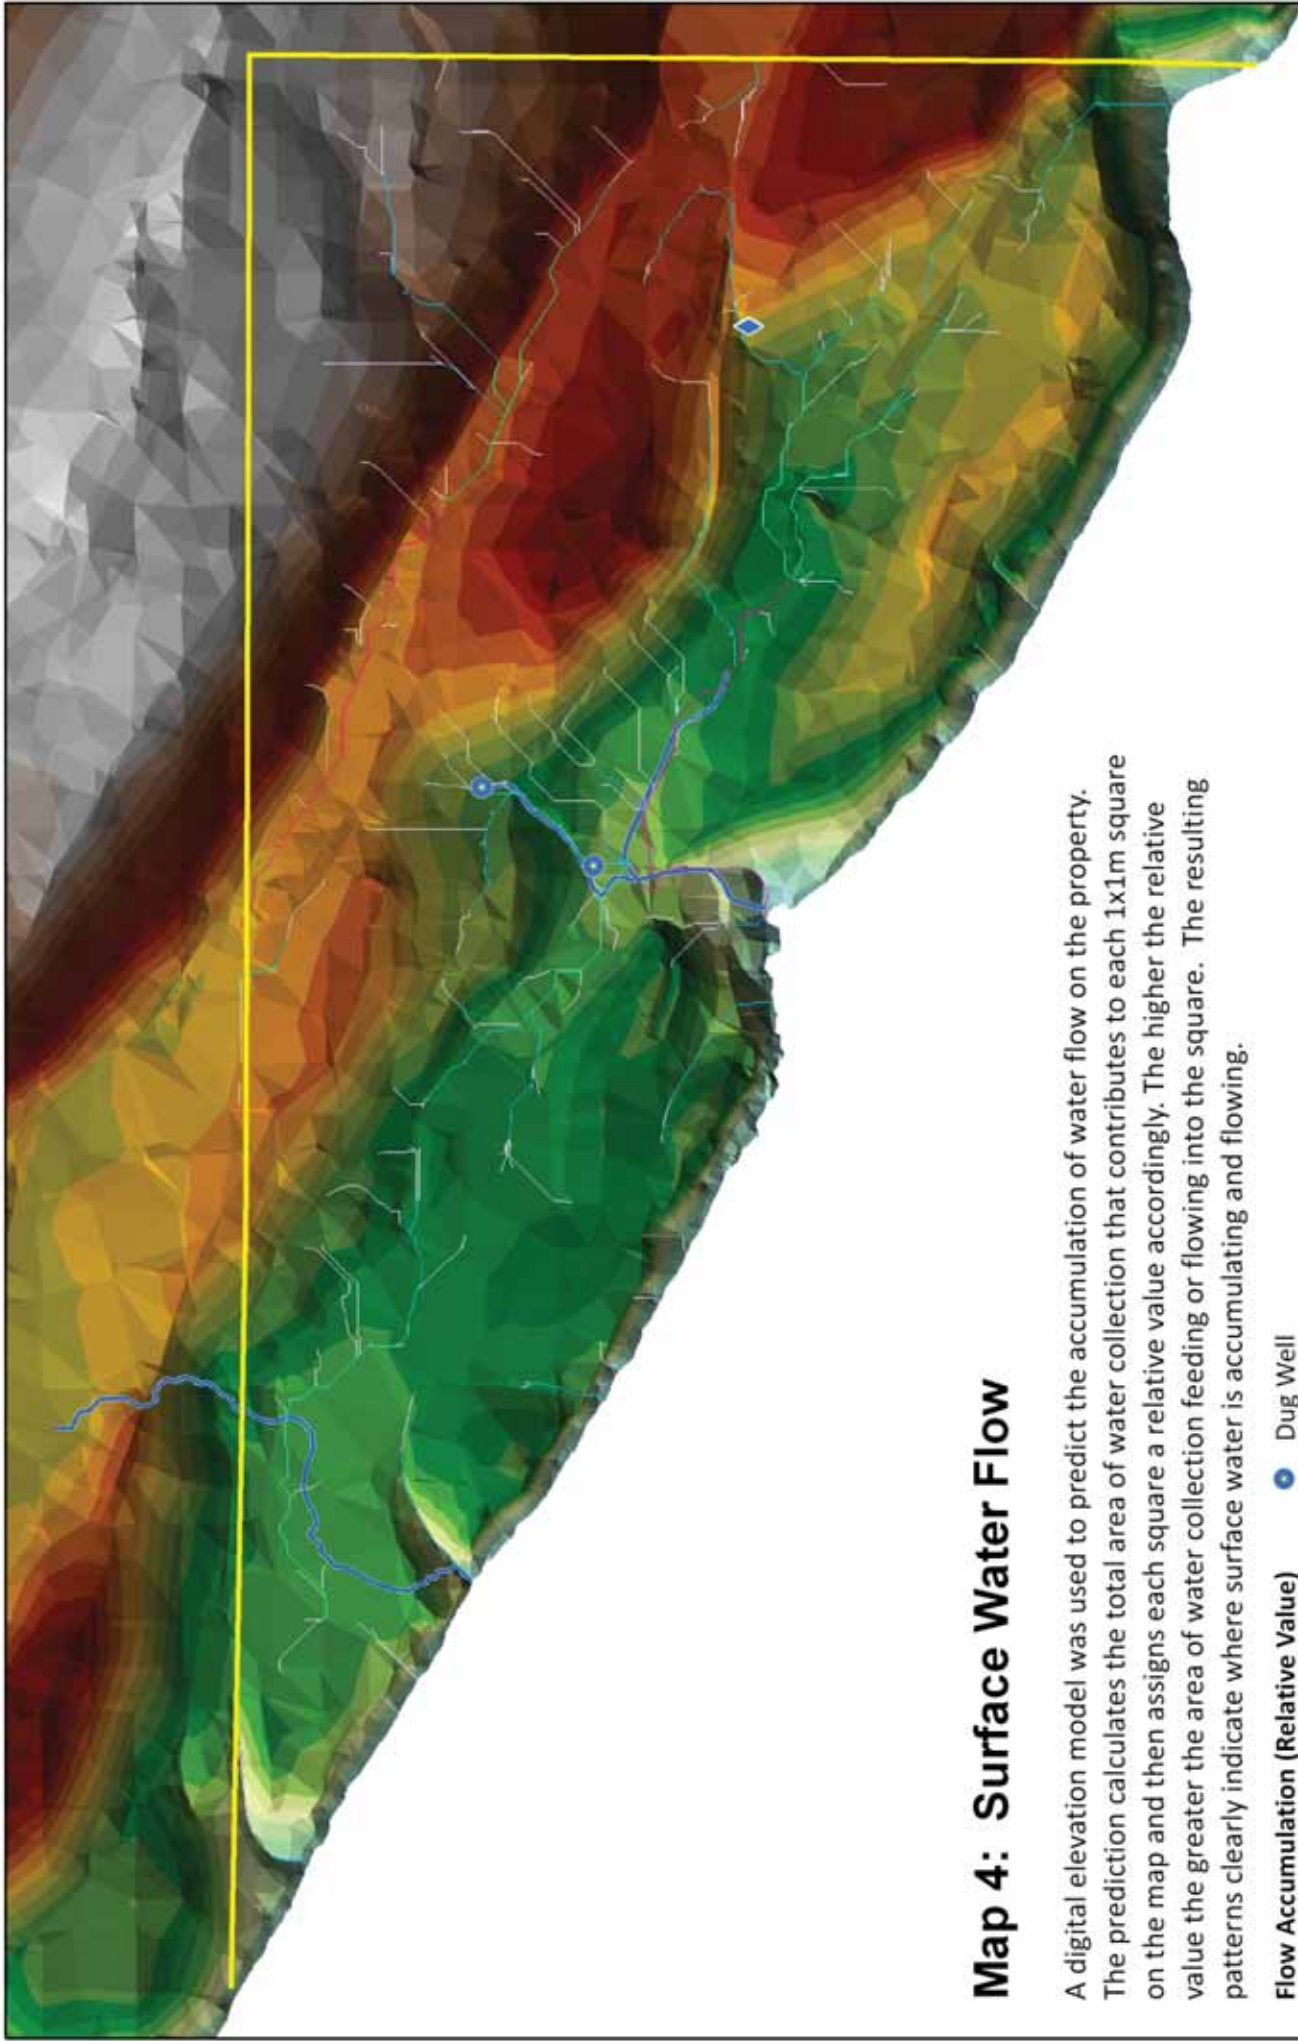 Map 4:  Surface Water Flow
A digital elevation model was used to predict the accumulation of water flow on the property.
The prediction calculates the total area of water collection that contributes to each 1x1m square
on the map and then assigns each square a relative value accordingly. The higher the relative
value the greater the area of water collection feeding or flowing into the square.  The resulting
patterns clearly indicate where surface water is accumulating and flowing.
Flow Accumulation (Relative Value)
Dug Well